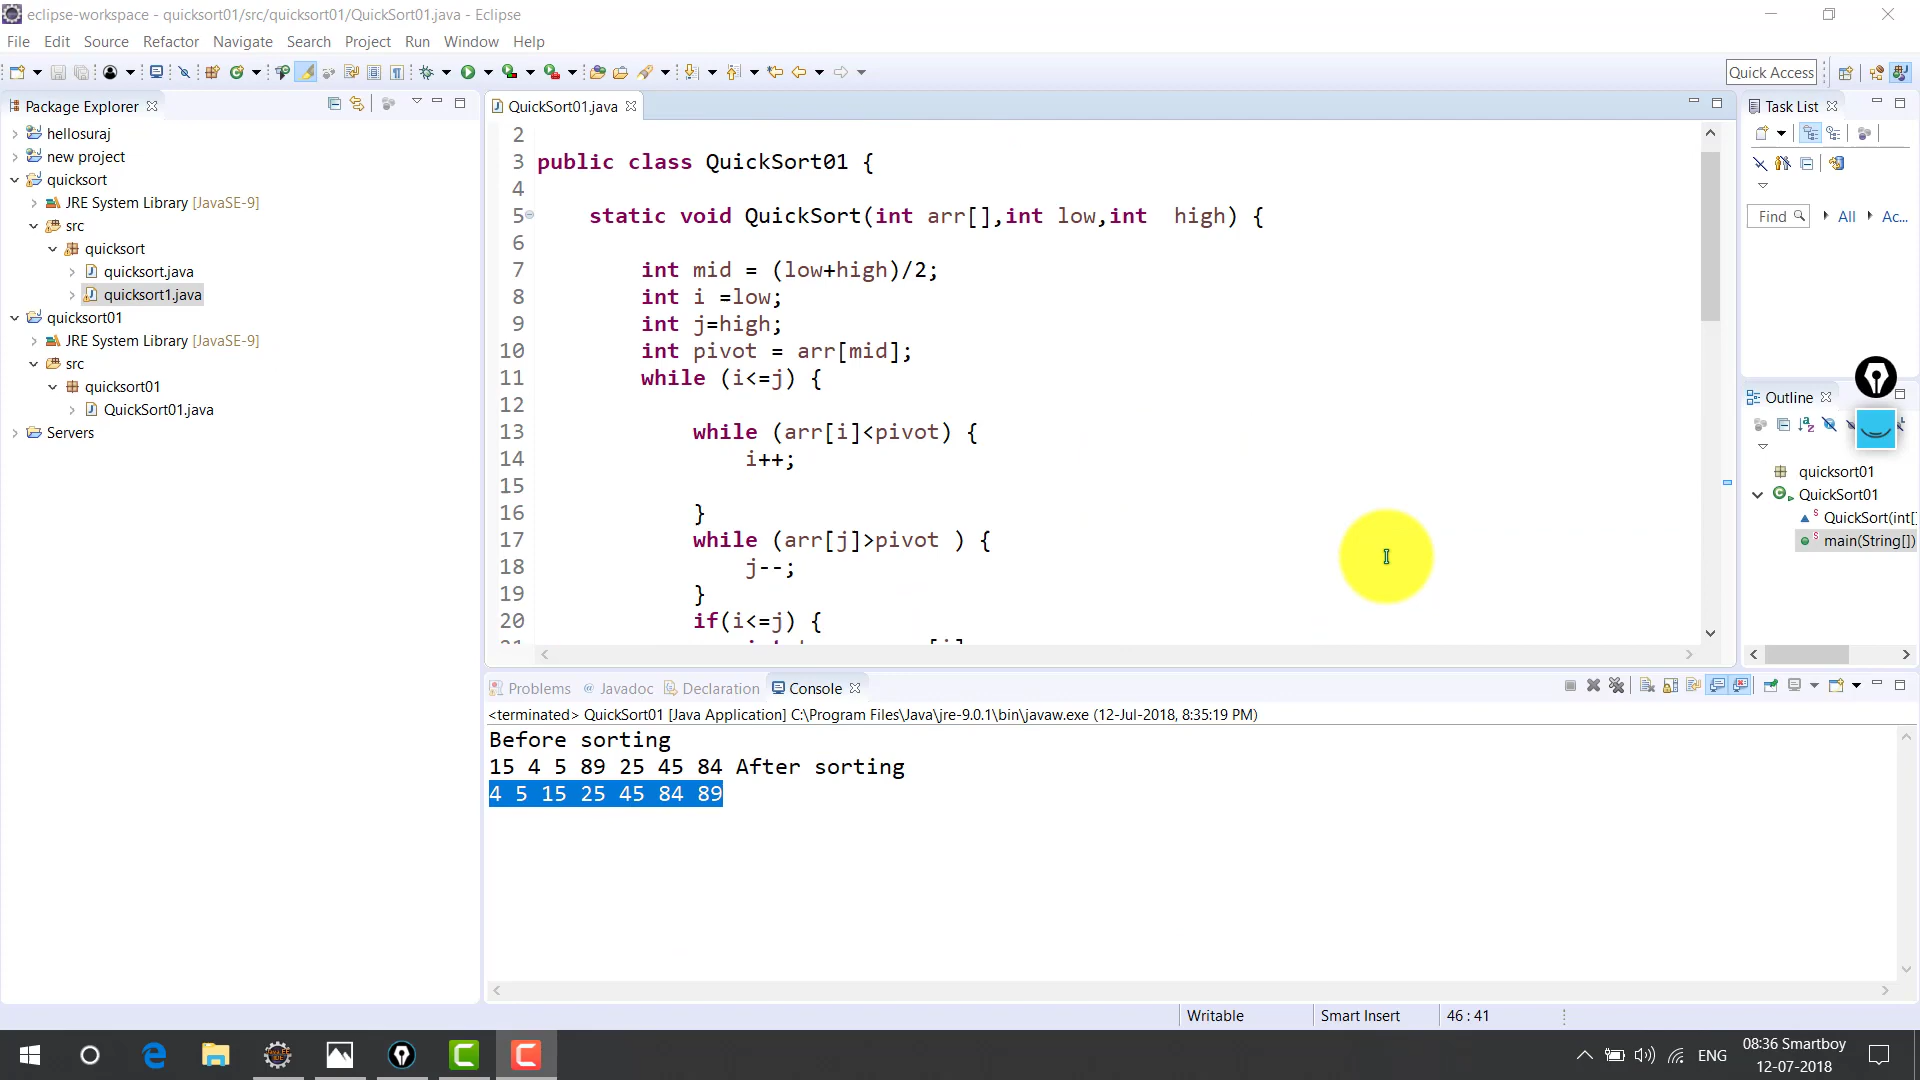 eclipse-workspace - quicksort01/src/quicksort01/QuickSort01.java - Eclipse
File Edit Source Refactor Navigate Search Project Run Window Help
Quick Access
Package Explorer
hellosuraj
new project
quicksort
JRE System Library [JavaSE-9]
src
quicksort
quicksort.java
quicksort1.java
quicksort01
JRE System Library [JavaSE-9]
src
quicksort01
QuickSort01.java
Servers
QuickSort01.java
2
3 public class QuickSort01 {
4
5 static void QuickSort(int arr[],int low,int  high) {
6
7 int mid = (low+high)/2;
8 int i =low;
9 int j=high;
10 int pivot = arr[mid];
11 while (i<=j) {
12
13 while (arr[i]<pivot) {
14 i++;
15
16 }
17 while (arr[j]>pivot ) {
18 j--;
19 }
20 if(i<=j) {
Task List
Find All Ac...
Outline
quicksort01
QuickSort01
QuickSort(int[]
main(String[])
Problems Javadoc Declaration Console
<terminated> QuickSort01 [Java Application] C:\Program Files\Java\jre-9.0.1\bin\javaw.exe (12-Jul-2018, 8:35:19 PM)
Before sorting
15 4 5 89 25 45 84 After sorting
4 5 15 25 45 84 89
Writable Smart Insert 46 : 41
ENG
08:36 Smartboy
12-07-2018